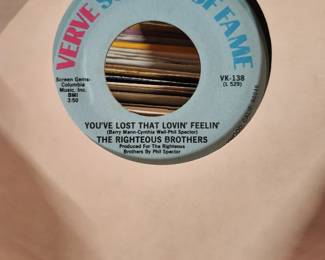 VERVE S OF FAME
Screen Gems-
Columbia
Music, Inc.
BMI
3:50
VK-138
(L 529)
YOU'VE LOST THAT LOVIN' FEELIN'
(Barry Mann-Cynthia Weil-Phil Spector)
THE RIGHTEOUS BROTHERS
Produced For The Righteous
Brothers By Phil Spector